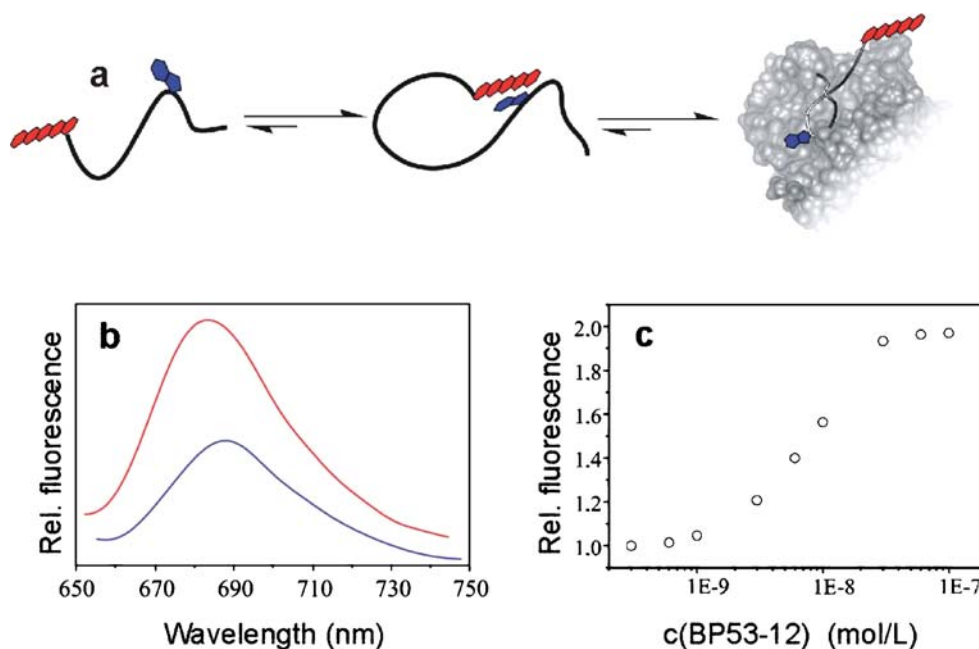 a
b
Rel. fluorescence
650 670 690 710 730 750
Wavelength (nm)
c
Rel. fluorescence
2.0
1.8
1.6
1.4
1.2
1.0
1E-9 1E-8 1E-7
c(BP53-12) (mol/L)